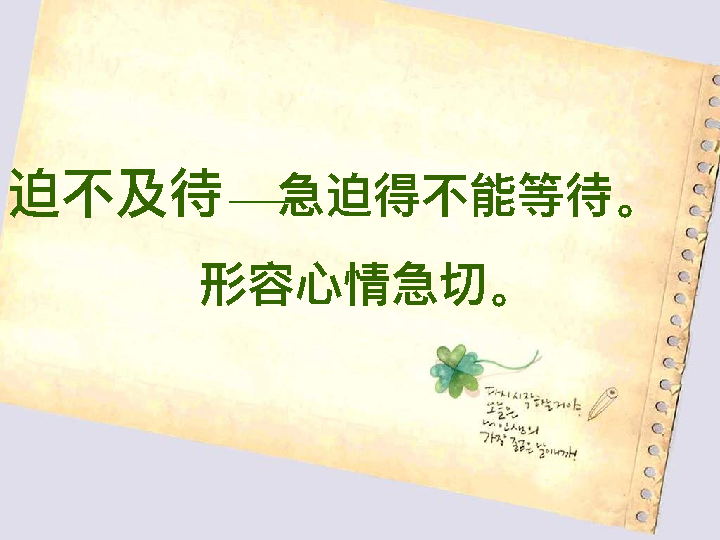 迫不及待——急迫得不能等待。
形容心情急切。
다시 시작하는거야!
오늘은
내 인생의
가장 젊은 날이니까!